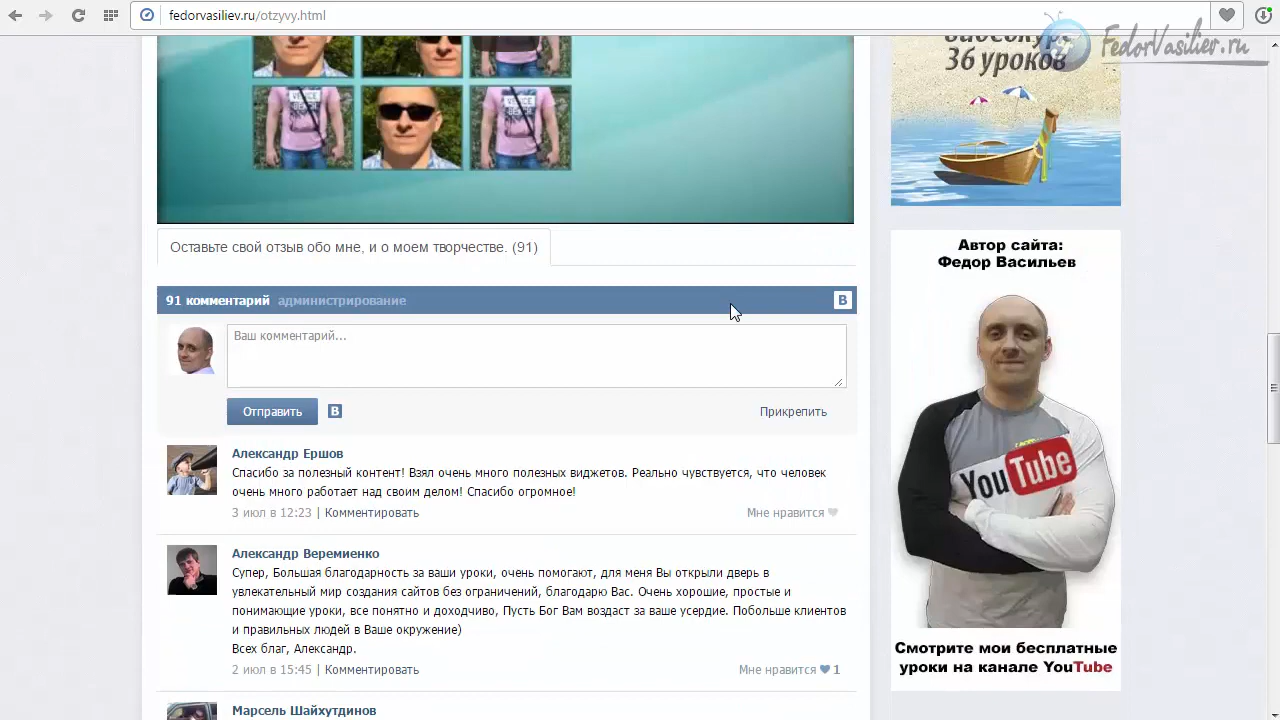 fedorvasiliev.ru/otzyvy.html
FedorVasiliev.ru
36 уроков
VENICE
BEACH
VENICE
BEACH
Оставьте свой отзыв обо мне, и о моем творчестве. (91)
Автор сайта:
Федор Васильев
91 комментарий администрирование
B
Ваш комментарий...
Отправить B Прикрепить
Александр Ершов
Спасибо за полезный контент! Взял очень много полезных виджетов. Реально чувствуется, что человек
очень много работает над своим делом! Спасибо огромное!
3 июл в 12:23 | Комментировать Мне нравится
YouTube
Александр Веремиенко
Супер, Большая благодарность за ваши уроки, очень помогают, для меня Вы открыли дверь в
увлекательный мир создания сайтов без ограничений, благодарю Вас. Очень хорошие, простые и
понимающие уроки, все понятно и доходчиво, Пусть Бог Вам воздаст за ваше усердие. Побольше клиентов
и правильных людей в Ваше окружение)
Всех благ, Александр.
2 июл в 15:45 | Комментировать Мне нравится 1
Смотрите мои бесплатные
уроки на канале YouTube
Марсель Шайхутдинов